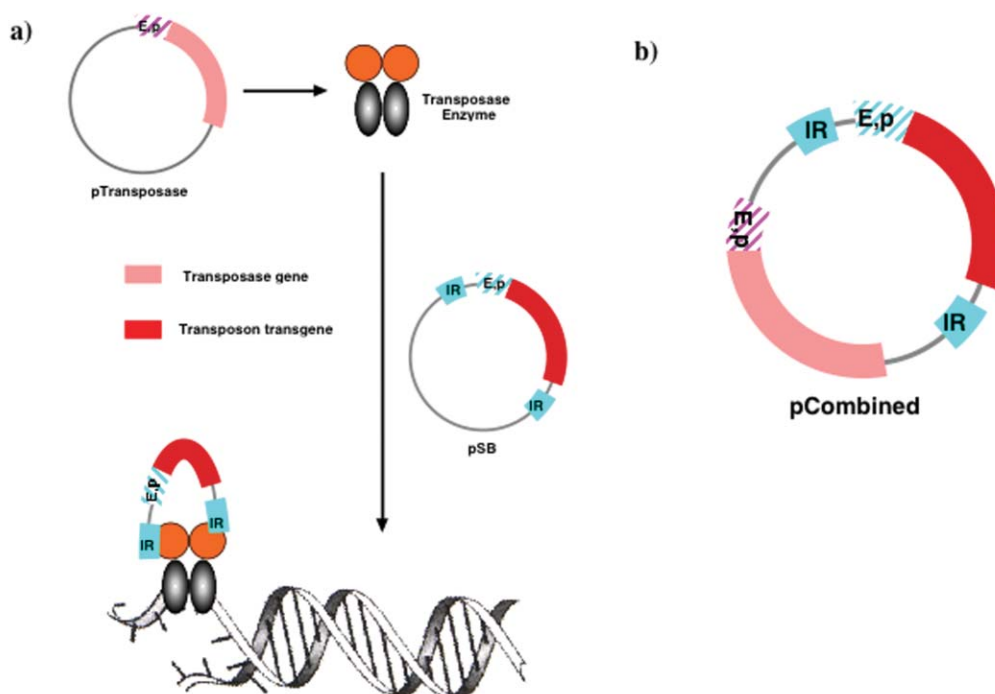 a)
E,p
Transposase
Enzyme
pTransposase
Transposase gene
Transposon transgene
IR
E,p
IR
pSB
E,p
IR
IR
b)
IR
E,p
E,p
IR
pCombined